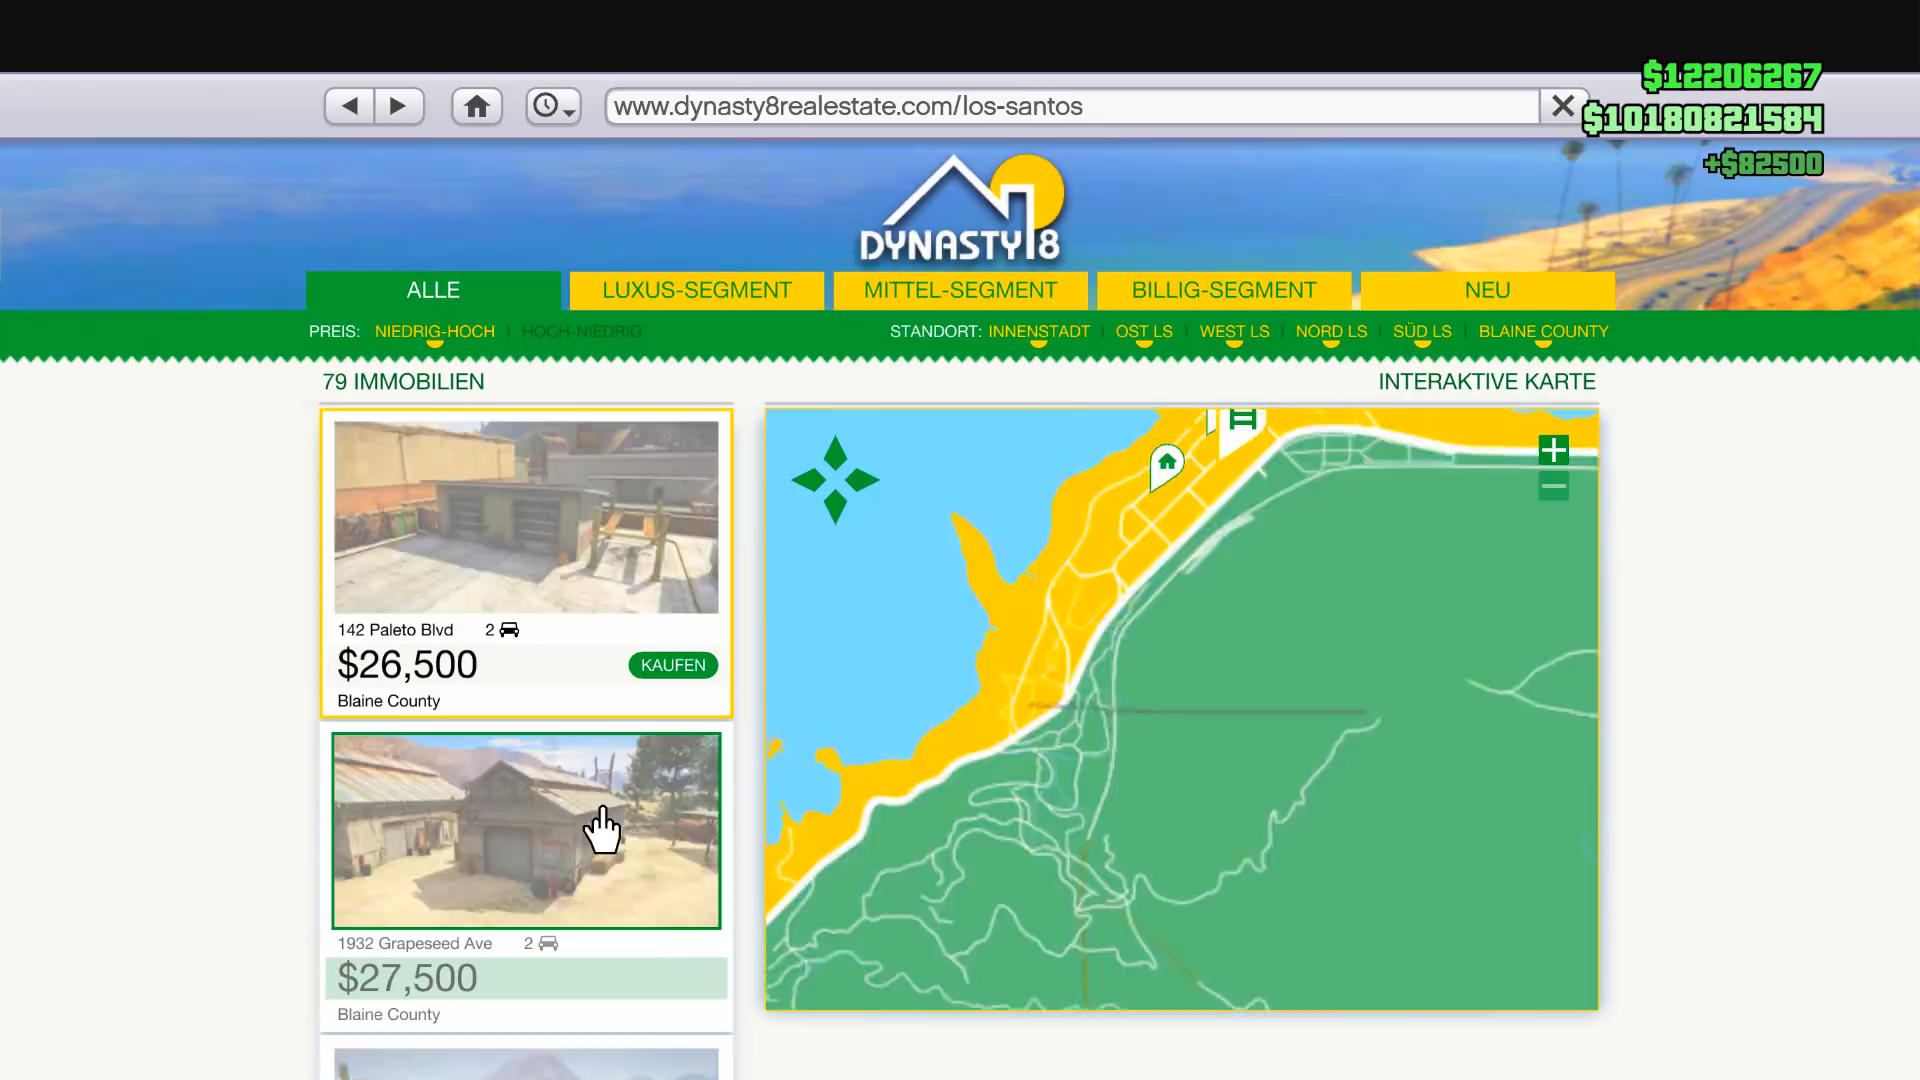 $12206267
www.dynasty8realestate.com/los-santos
$10180821584
+$82500
DYNASTY 8
ALLE
LUXUS-SEGMENT
MITTEL-SEGMENT
BILLIG-SEGMENT
NEU
PREIS: NIEDRIG-HOCH | HOCH-NIEDRIG
STANDORT: INNENSTADT | OST LS | WEST LS | NORD LS | SÜD LS | BLAINE COUNTY
79 IMMOBILIEN
INTERAKTIVE KARTE
142 Paleto Blvd 2
$26,500
KAUFEN
Blaine County
1932 Grapeseed Ave 2
$27,500
Blaine County